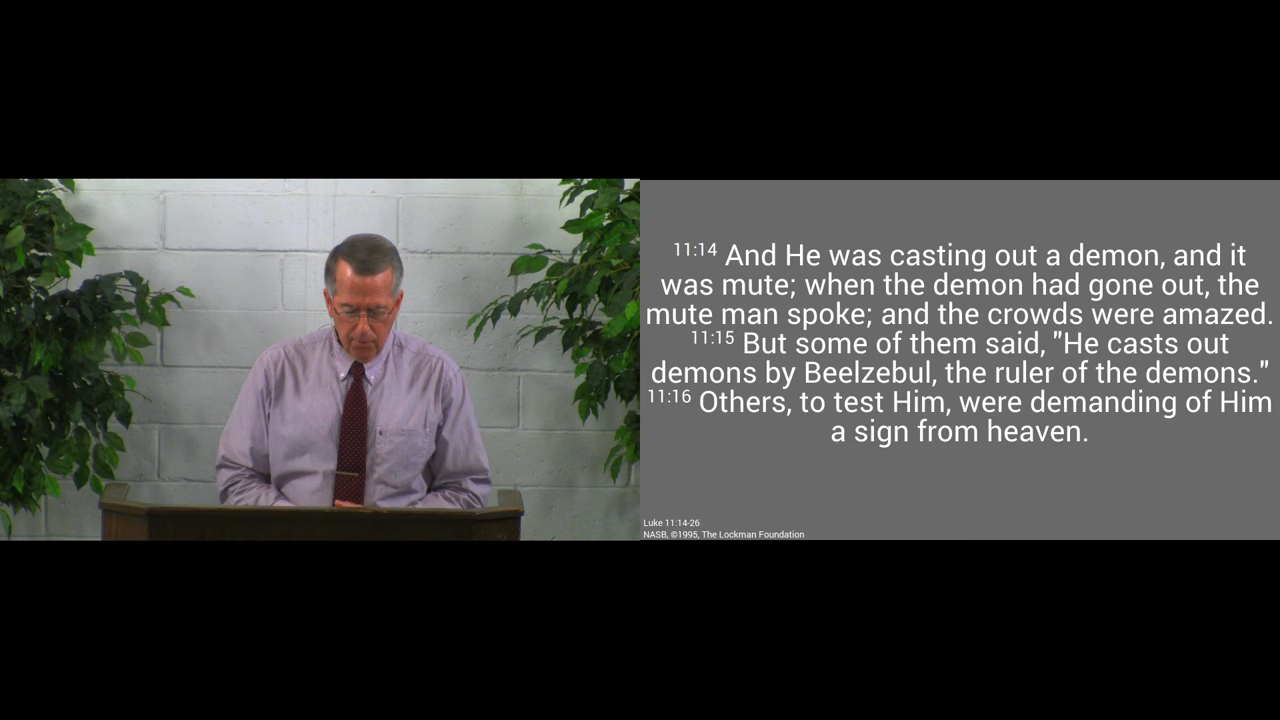 11:14 And He was casting out a demon, and it
was mute; when the demon had gone out, the
mute man spoke; and the crowds were amazed.
11:15 But some of them said, "He casts out
demons by Beelzebul, the ruler of the demons."
11:16 Others, to test Him, were demanding of Him
a sign from heaven.
Luke 11:14-26
NASB, ©1995, The Lockman Foundation